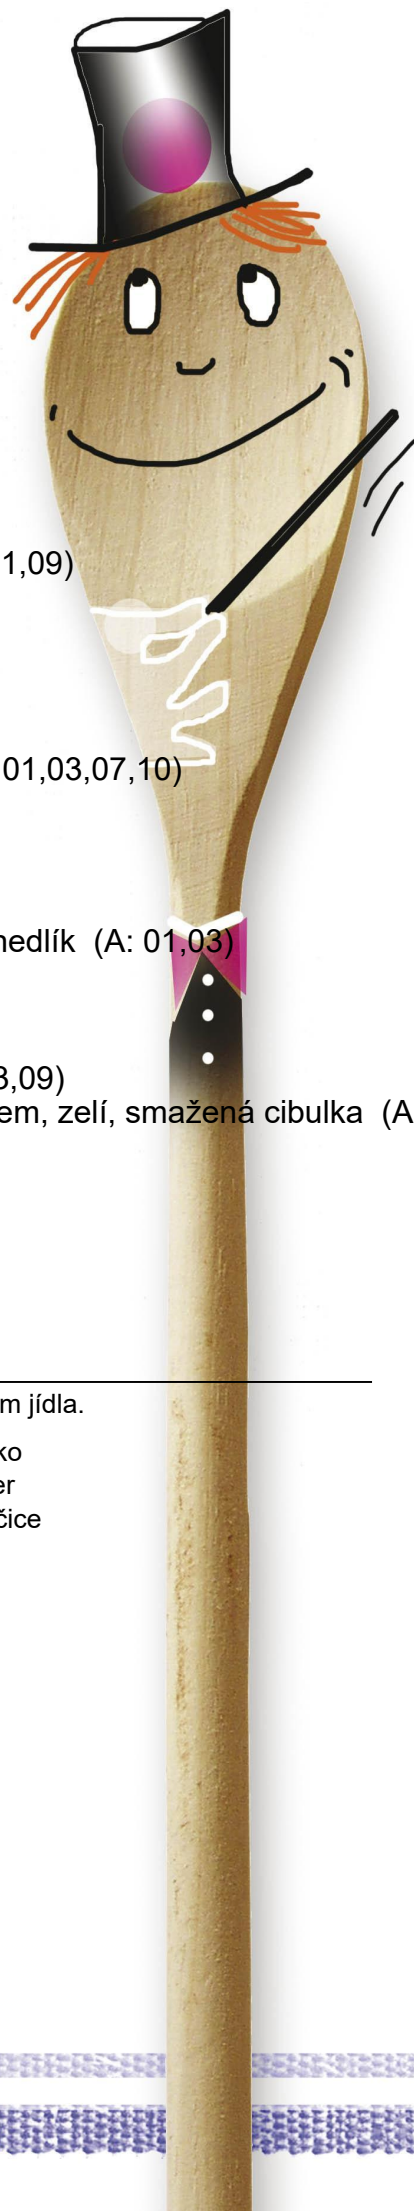 1,09)
01,03,07,10)
nedlík (A: 01,03)
3,09)
em, zelí, smažená cibulka (A
m jídla.
ko
er
čice